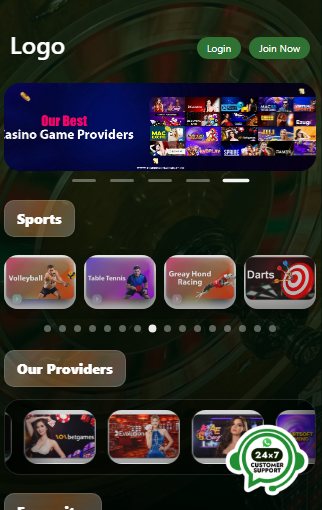 Logo
Login
Join Now
Our Best
asino Game Providers
Sports
Volleyball
Table Tennis
Greay Hond
Racing
Darts
Our Providers
betgames
Evolution
24x7
CUSTOMER
SUPPORT